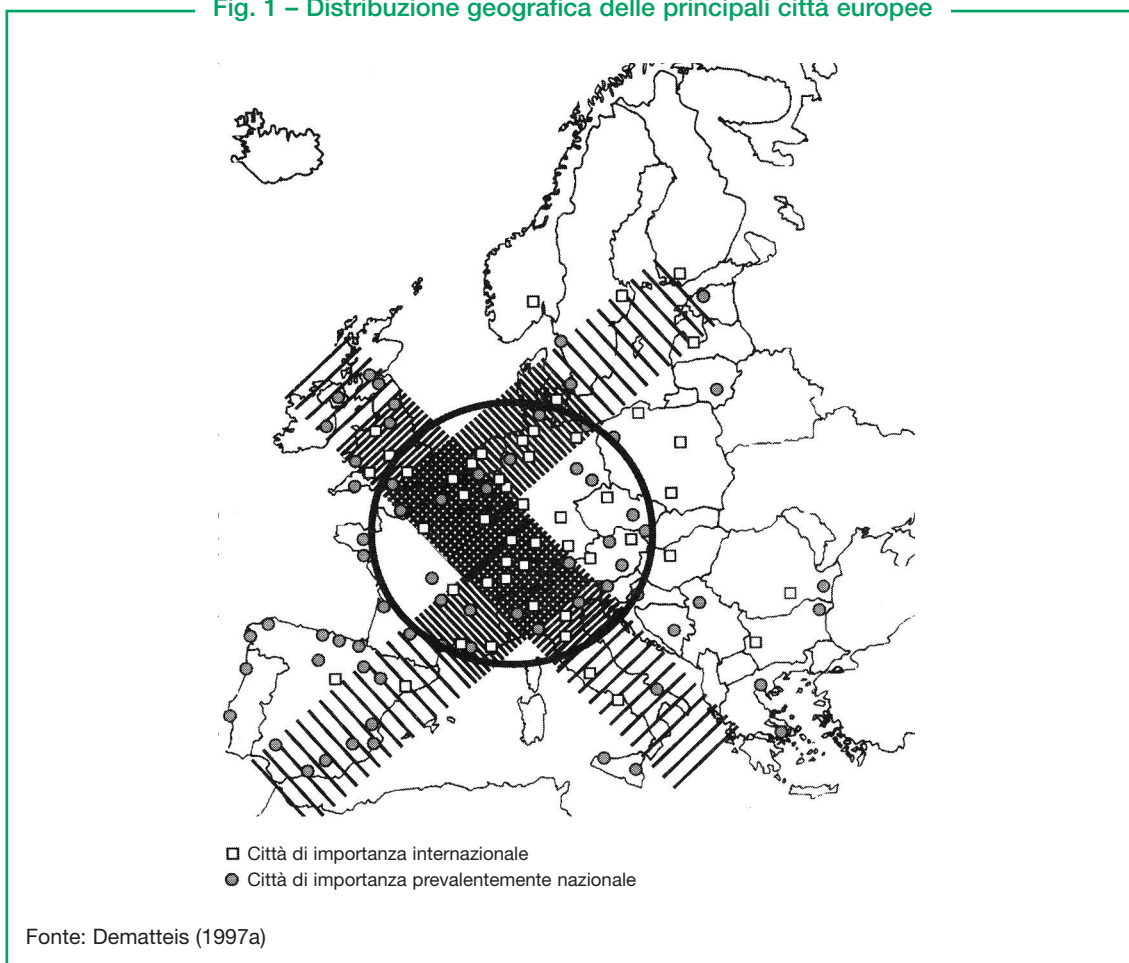 Fig. 1 – Distribuzione geografica delle principali città europee
Città di importanza internazionale
Città di importanza prevalentemente nazionale
Fonte: Dematteis (1997a)